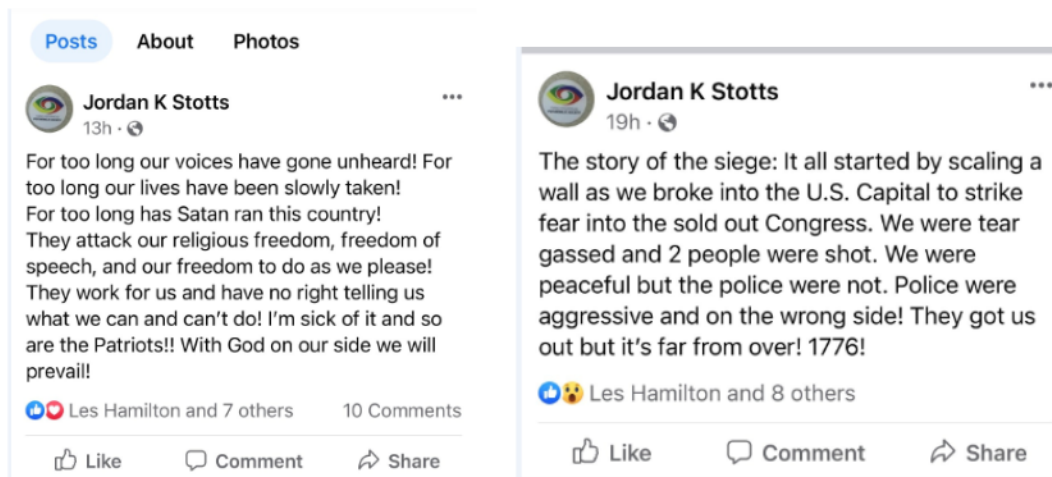 Posts About Photos
Jordan K Stotts
13h ·
For too long our voices have gone unheard! For
too long our lives have been slowly taken!
For too long has Satan ran this country!
They attack our religious freedom, freedom of
speech, and our freedom to do as we please!
They work for us and have no right telling us
what we can and can't do! I'm sick of it and so
are the Patriots!! With God on our side we will
prevail!
Les Hamilton and 7 others 10 Comments
Like Comment Share
Jordan K Stotts
19h ·
The story of the siege: It all started by scaling a
wall as we broke into the U.S. Capital to strike
fear into the sold out Congress. We were tear
gassed and 2 people were shot. We were
peaceful but the police were not. Police were
aggressive and on the wrong side! They got us
out but it's far from over! 1776!
Les Hamilton and 8 others
Like Comment Share